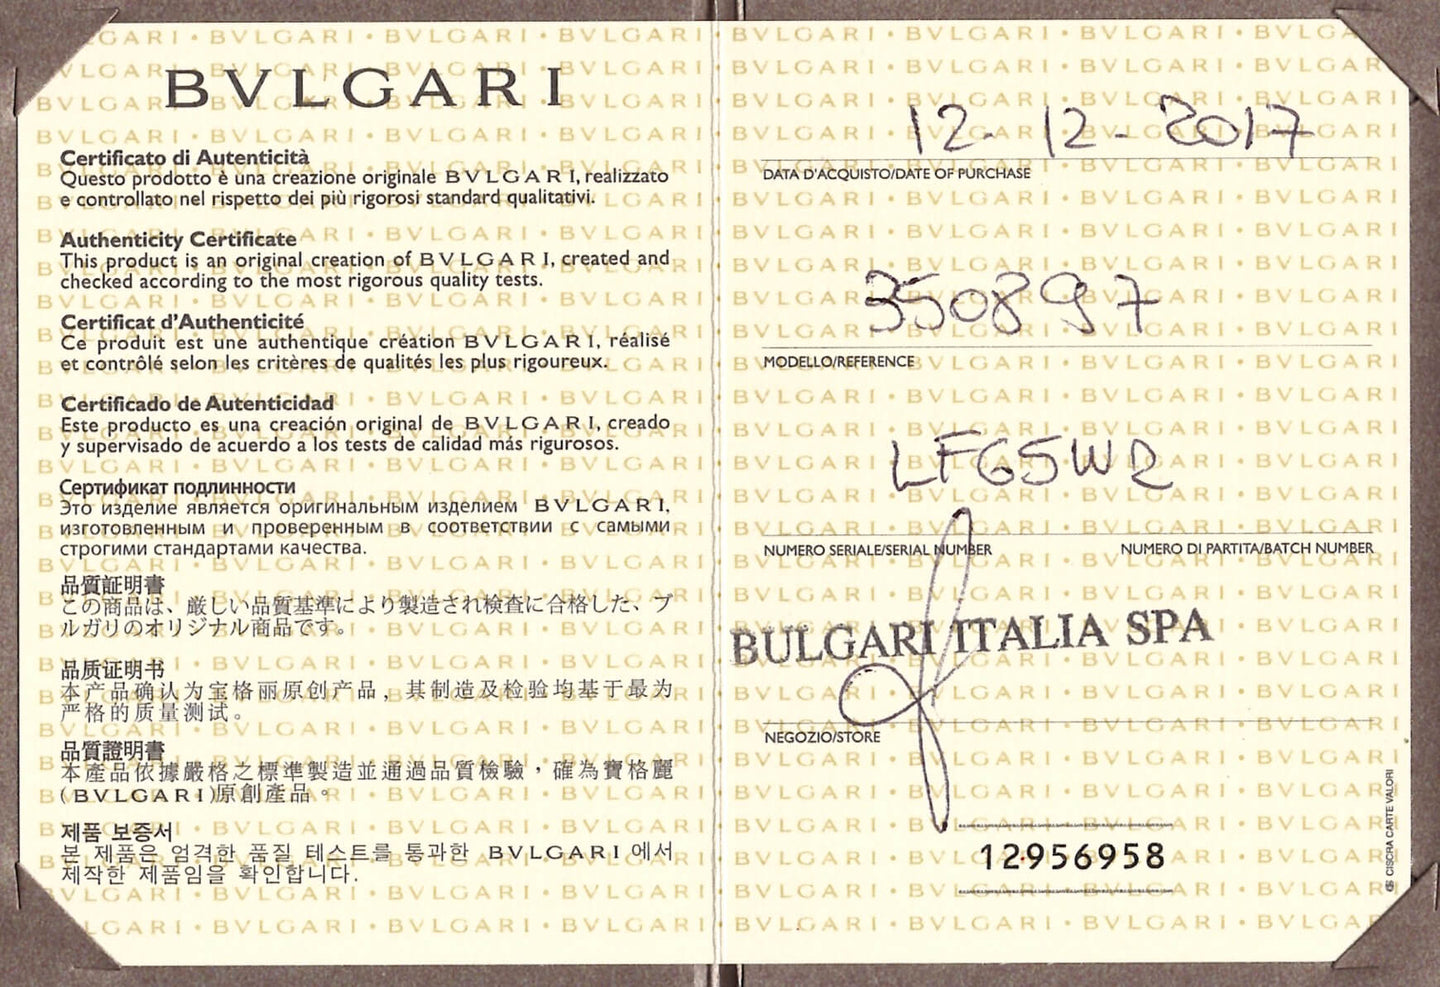 BVLGARI
Certificato di Autenticità
Questo prodotto è una creazione originale BVLGARI, realizzato
e controllato nel rispetto dei più rigorosi standard qualitativi.
Authenticity Certificate
This product is an original creation of BVLGARI, created and
checked according to the most rigorous quality tests.
Certificat d'Authenticité
Ce produit est une authentique création BVLGARI, réalisé
et contrôlé selon les critères de qualités les plus rigoureux.
Certificado de Autenticidad
Este producto es una creación original de BVLGARI, creado
y supervisado de acuerdo a los tests de calidad más rigurosos.
Сертификат подлинности
Это изделие является оригинальным изделием BVLGARI,
изготовленным и проверенным в соответствии с самыми
строгими стандартами качества.
品質証明書
この商品は、厳しい品質基準により製造され検査に合格した、ブ
ルガリのオリジナル商品です。
品质证明书
本产品确认为宝格丽原创产品，其制造及检验均基于最为
严格的质量测试。
品質證明書
本產品依據嚴格之標準製造並通過品質檢驗，確為寶格麗
(BVLGARI)原創產品。
제품 보증서
본 제품은 엄격한 품질 테스트를 통과한 BVLGARI 에서
제작한 제품임을 확인합니다.
12-12-2017
DATA D'ACQUISTO/DATE OF PURCHASE
350897
MODELLO/REFERENCE
LFG5W2
NUMERO SERIALE/SERIAL NUMBER NUMERO DI PARTITA/BATCH NUMBER
BULGARI ITALIA SPA
NEGOZIO/STORE
12956958
CISCRA CARTE VALORI